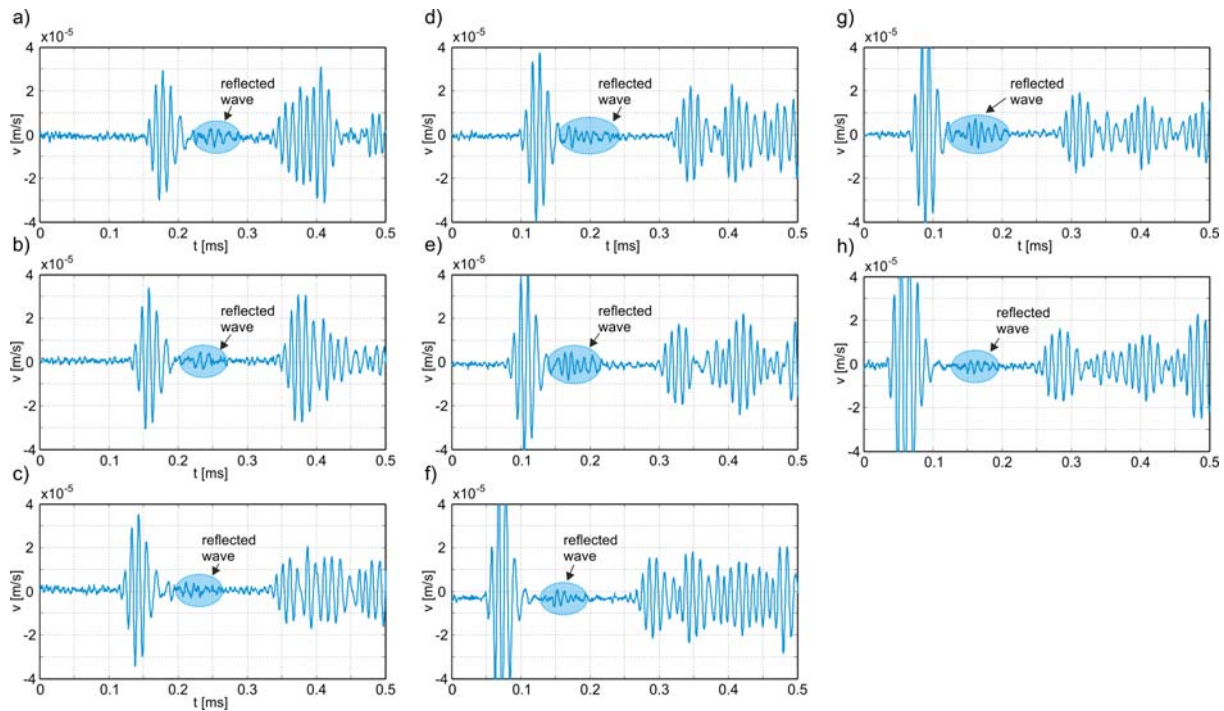 a)
x10⁻⁵
4
2
0
-2
-4
v [m/s]
reflected
wave
0 0.1 0.2 0.3 0.4 0.5
t [ms]
b)
x10⁻⁵
4
2
0
-2
-4
v [m/s]
reflected
wave
0 0.1 0.2 0.3 0.4 0.5
t [ms]
c)
x10⁻⁵
4
2
0
-2
-4
v [m/s]
reflected
wave
0 0.1 0.2 0.3 0.4 0.5
t [ms]
d)
x10⁻⁵
4
2
0
-2
-4
v [m/s]
reflected
wave
0 0.1 0.2 0.3 0.4 0.5
t [ms]
e)
x10⁻⁵
4
2
0
-2
-4
v [m/s]
reflected
wave
0 0.1 0.2 0.3 0.4 0.5
f)
x10⁻⁵
4
2
0
-2
-4
v [m/s]
reflected
wave
0 0.1 0.2 0.3 0.4 0.5
t [ms]
g)
x10⁻⁵
4
2
0
-2
-4
v [m/s]
reflected
wave
0 0.1 0.2 0.3 0.4 0.5
t [ms]
h)
x10⁻⁵
4
2
0
-2
-4
v [m/s]
reflected
wave
0 0.1 0.2 0.3 0.4 0.5